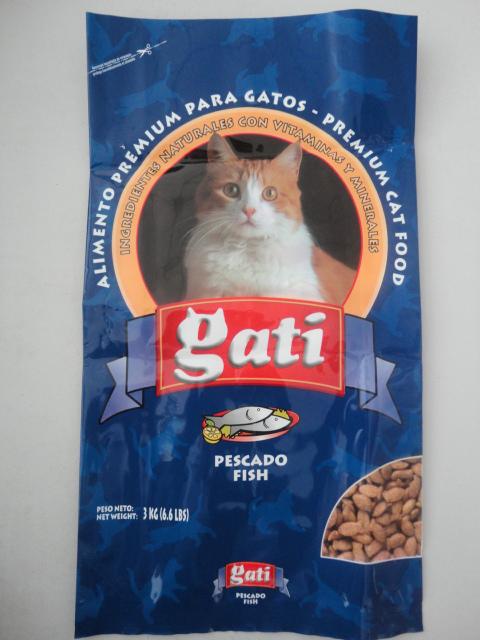 ALIMENTO PREMIUM PARA GATOS - PREMIUM CAT FOOD
INGREDIENTES NATURALES CON VITAMINAS Y MINERALES
gati
PESCADO
FISH
PESO NETO:
NET WEIGHT: 3 KG (6.6 LBS)
gati
PESCADO
FISH